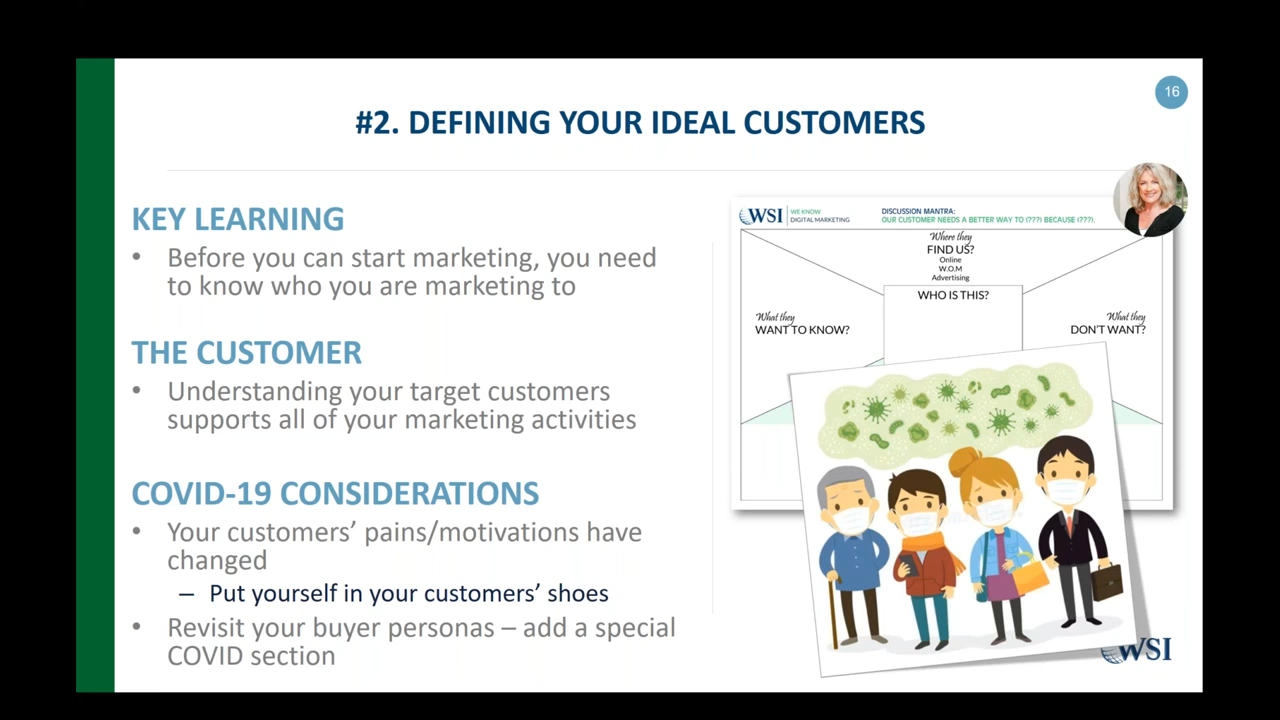 16
#2. DEFINING YOUR IDEAL CUSTOMERS
KEY LEARNING
• Before you can start marketing, you need
to know who you are marketing to
THE CUSTOMER
• Understanding your target customers
supports all of your marketing activities
COVID-19 CONSIDERATIONS
• Your customers’ pains/motivations have
changed
– Put yourself in your customers’ shoes
• Revisit your buyer personas – add a special
COVID section
WSI
WE KNOW
DIGITAL MARKETING
DISCUSSION MANTRA:
OUR CUSTOMER NEEDS A BETTER WAY TO (???) BECAUSE (???).
Where they
FIND US?
Online
W.O.M
Advertising
WHO IS THIS?
What they
WANT TO KNOW?
What they
DON'T WANT?
WSI